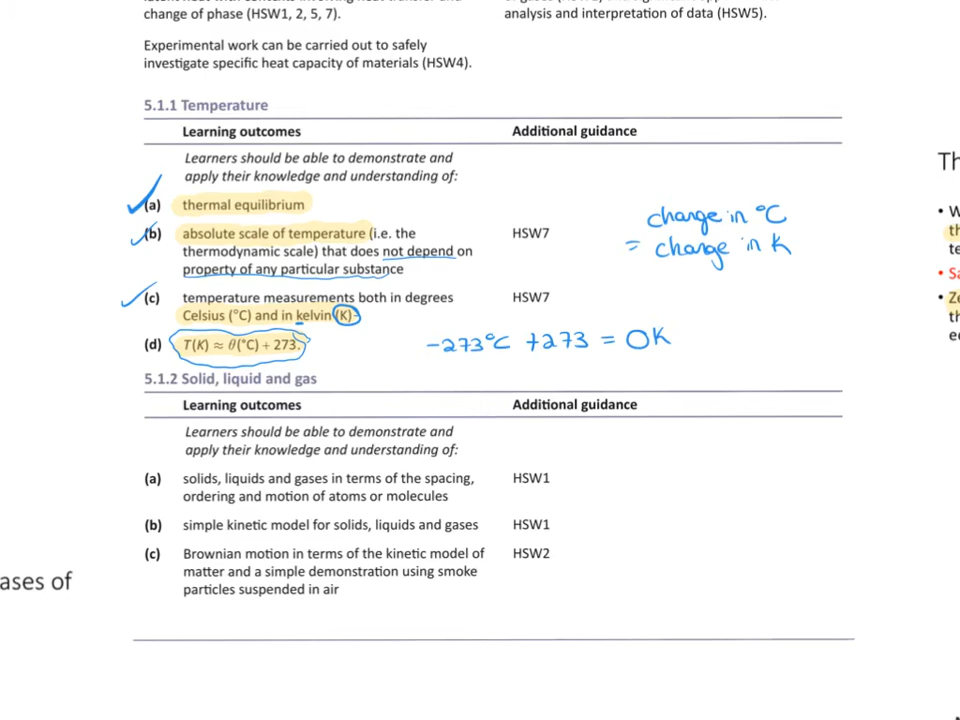 change of phase (HSW1, 2, 5, 7).
analysis and interpretation of data (HSW5).
Experimental work can be carried out to safely
investigate specific heat capacity of materials (HSW4).
5.1.1 Temperature
Learning outcomes Additional guidance
Learners should be able to demonstrate and
apply their knowledge and understanding of:
(a) thermal equilibrium
(b) absolute scale of temperature (i.e. the HSW7
thermodynamic scale) that does not depend on
property of any particular substance
change in °C
= change in K
(c) temperature measurements both in degrees HSW7
Celsius (°C) and in kelvin (K)
(d) T(K) ≈ θ(°C) + 273.
-273°C +273 = 0K
5.1.2 Solid, liquid and gas
Learning outcomes Additional guidance
Learners should be able to demonstrate and
apply their knowledge and understanding of:
(a) solids, liquids and gases in terms of the spacing, HSW1
ordering and motion of atoms or molecules
(b) simple kinetic model for solids, liquids and gases HSW1
(c) Brownian motion in terms of the kinetic model of HSW2
matter and a simple demonstration using smoke
particles suspended in air
ases of